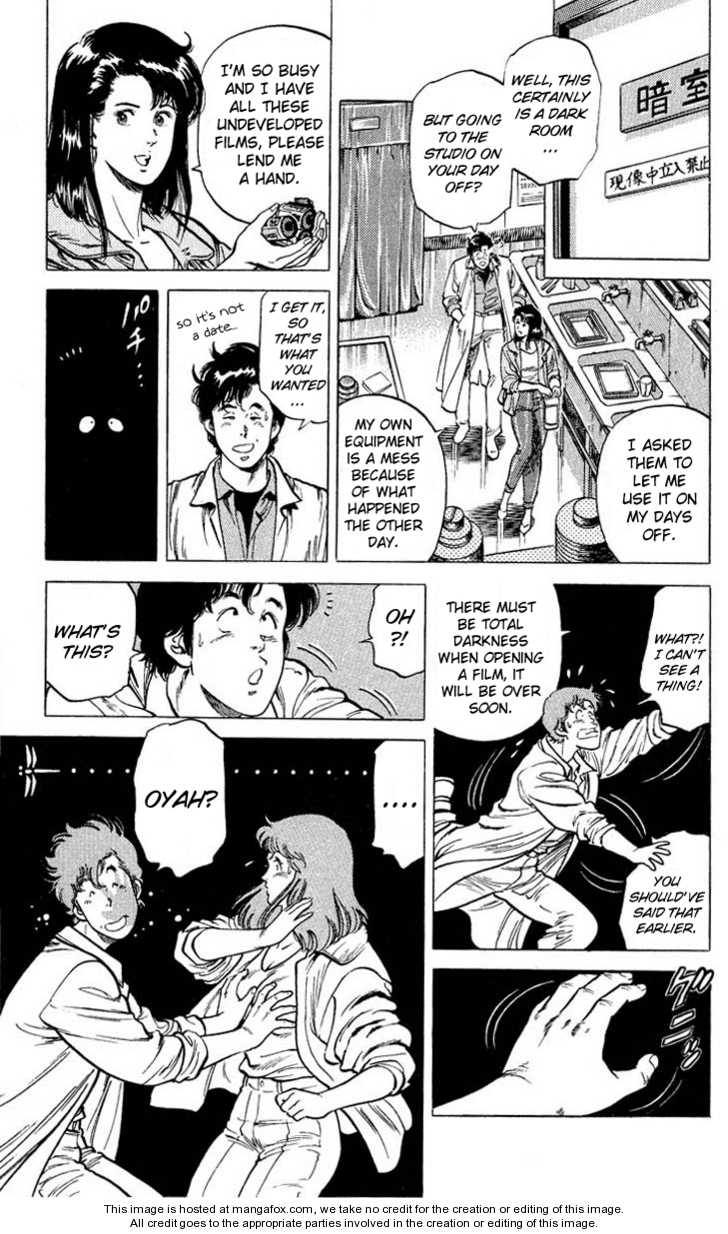 暗室
現像中立入禁止
WELL, THIS
CERTAINLY
IS A DARK
ROOM
...
BUT GOING
TO THE
STUDIO ON
YOUR DAY
OFF?
I ASKED
THEM TO
LET ME
USE IT ON
MY DAYS
OFF.
MY OWN
EQUIPMENT
IS A MESS
BECAUSE
OF WHAT
HAPPENED
THE OTHER
DAY.
I'M SO BUSY
AND I HAVE
ALL THESE
UNDEVELOPED
FILMS, PLEASE
LEND ME
A HAND.
I GET IT,
SO
THAT'S
WHAT
YOU
WANTED
...
so it's not
a date...
パチ
WHAT?!
I CAN'T
SEE A
THING!
THERE MUST
BE TOTAL
DARKNESS
WHEN OPENING
A FILM, IT
WILL BE OVER
SOON.
YOU
SHOULD'VE
SAID THAT
EARLIER.
グニッ
OH
?!
WHAT'S
THIS?
....
OYAH?
This image is hosted at mangafox.com, we take no credit for the creation or editing of this image.
All credit goes to the appropriate parties involved in the creation or editing of this image.